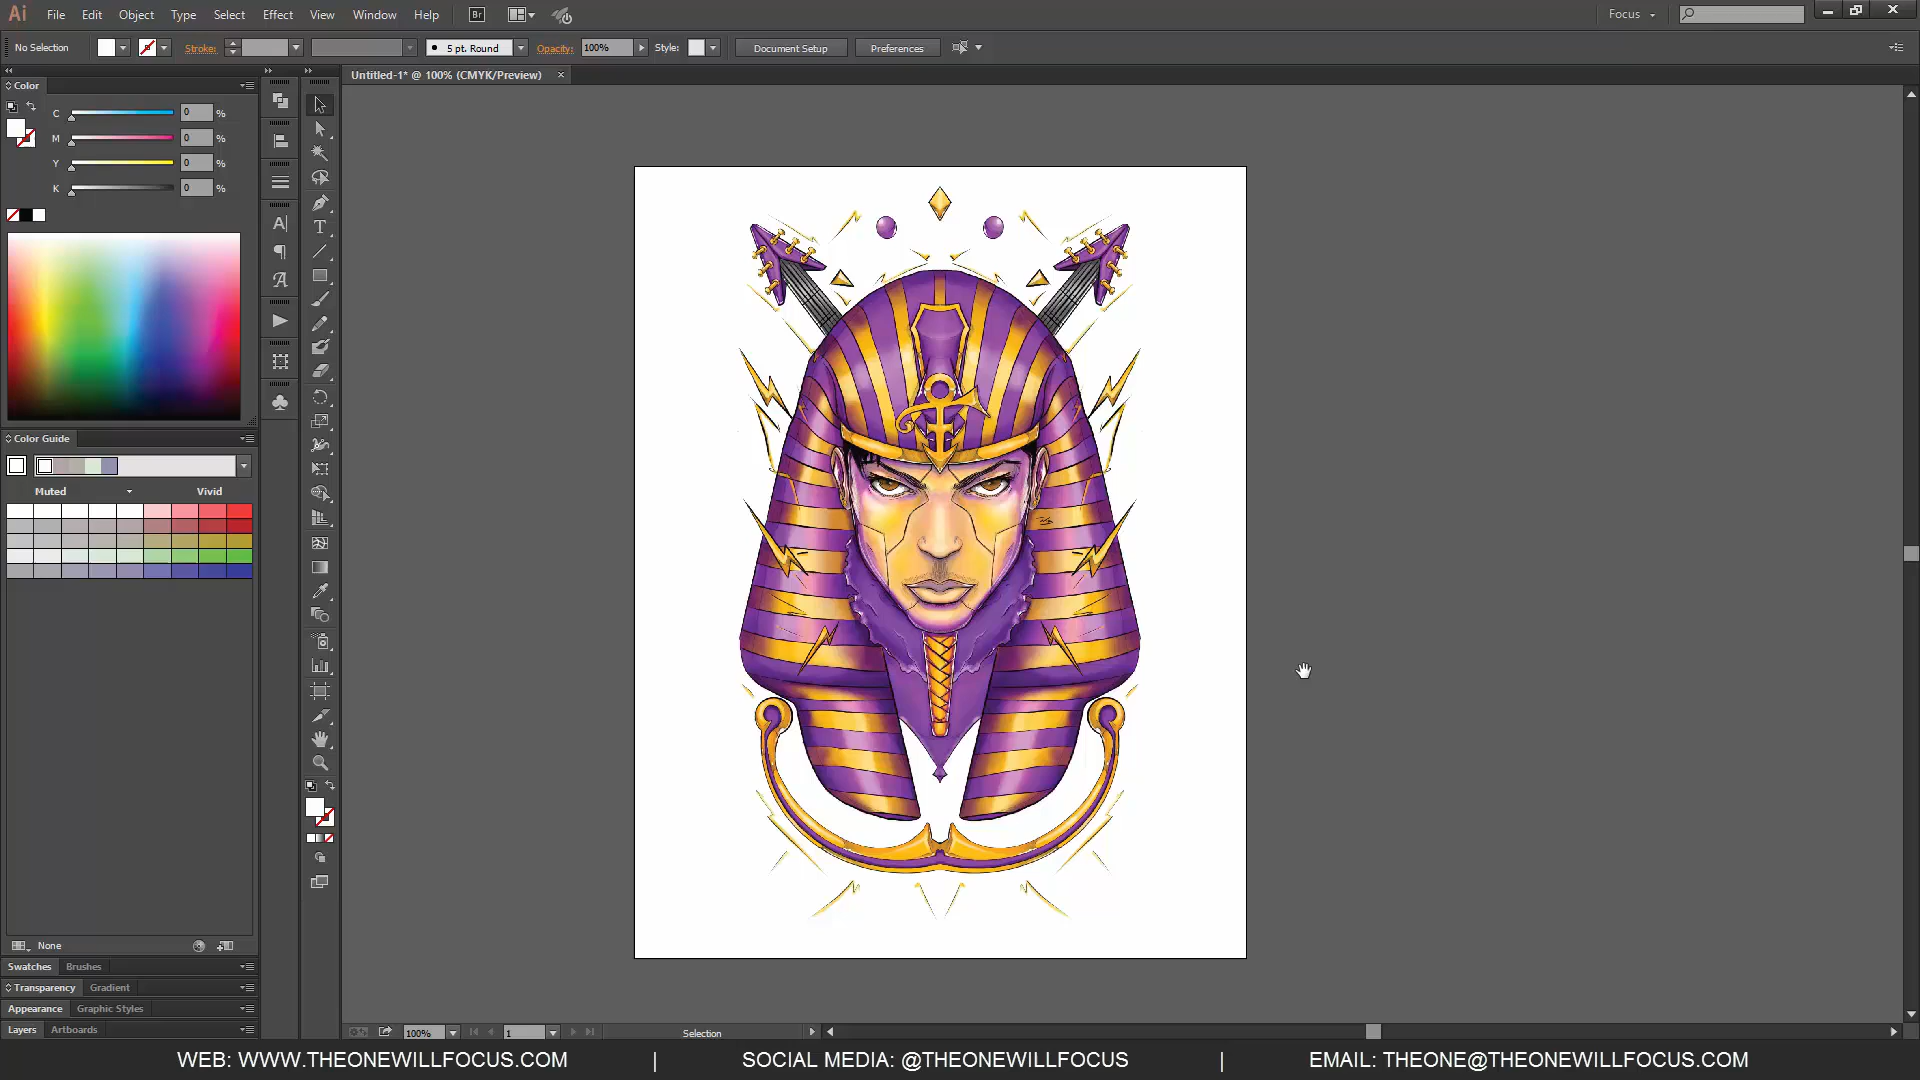 Ai File Edit Object Type Select Effect View Window Help Br Focus
No Selection Stroke: 5 pt. Round Opacity: 100% Style: Document Setup Preferences
Untitled-1* @ 100% (CMYK/Preview)
Color
C 0 %
M 0 %
Y 0 %
K 0 %
Color Guide
Muted Vivid
None
Swatches Brushes
Transparency Gradient
Appearance Graphic Styles
Layers Artboards
100% 1 Selection
WEB: WWW.THEONEWILLFOCUS.COM | SOCIAL MEDIA: @THEONEWILLFOCUS | EMAIL: THEONE@THEONEWILLFOCUS.COM